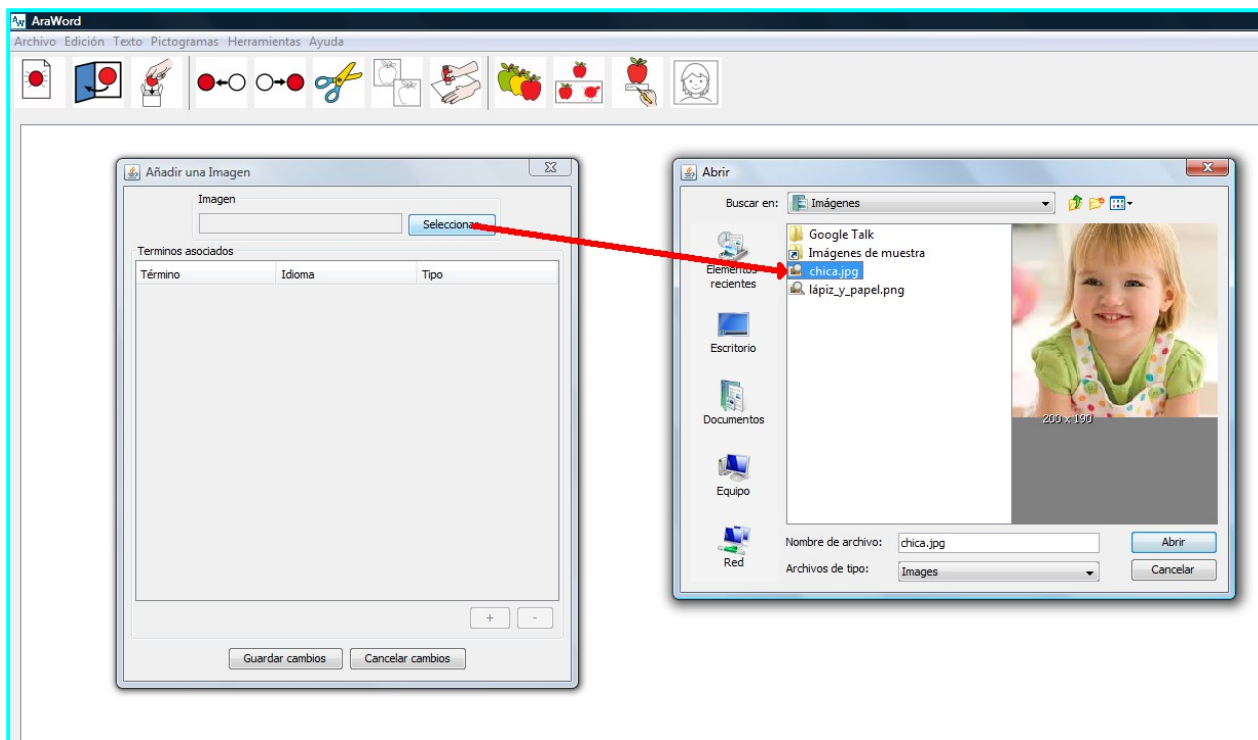 AraWord
Archivo Edición Texto Pictogramas Herramientas Ayuda
Añadir una Imagen
Imagen
Seleccionar
Terminos asociados
Término Idioma Tipo
+ -
Guardar cambios Cancelar cambios
Abrir
Buscar en: Imágenes
Google Talk
Imágenes de muestra
chica.jpg
lápiz_y_papel.png
Elementos
recientes
Escritorio
Documentos
Equipo
Red
200 x 190
Nombre de archivo: chica.jpg Abrir
Archivos de tipo: Images Cancelar